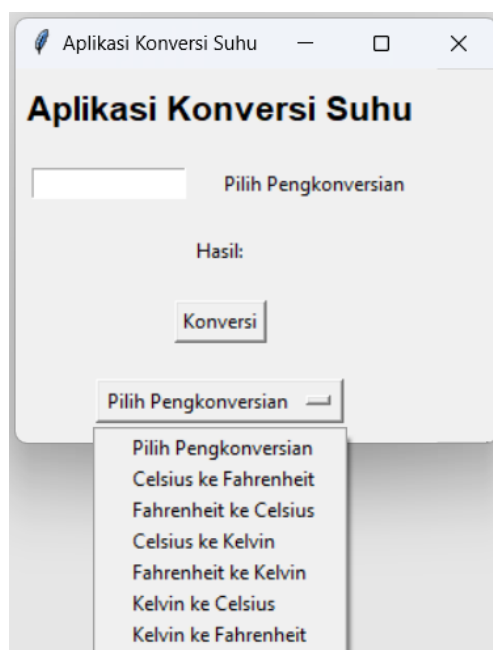 Aplikasi Konversi Suhu
Aplikasi Konversi Suhu
Pilih Pengkonversian
Hasil:
Konversi
Pilih Pengkonversian
Pilih Pengkonversian
Celsius ke Fahrenheit
Fahrenheit ke Celsius
Celsius ke Kelvin
Fahrenheit ke Kelvin
Kelvin ke Celsius
Kelvin ke Fahrenheit